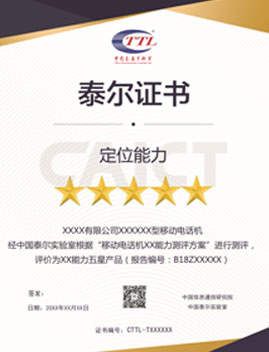 CTTL
中国泰尔实验室
泰尔证书
定位能力
CAICT
XXXX有限公司XXXXXX型移动电话机
经中国泰尔实验室根据“移动电话机XX能力测评方案”进行测评，
评价为XX能力五星产品（报告编号：B18ZXXXXX）
签发：
日期：20XX年XX月XX日
中国信息通信研究院
中国泰尔实验室
证书编号：CTTL-TXXXXXX